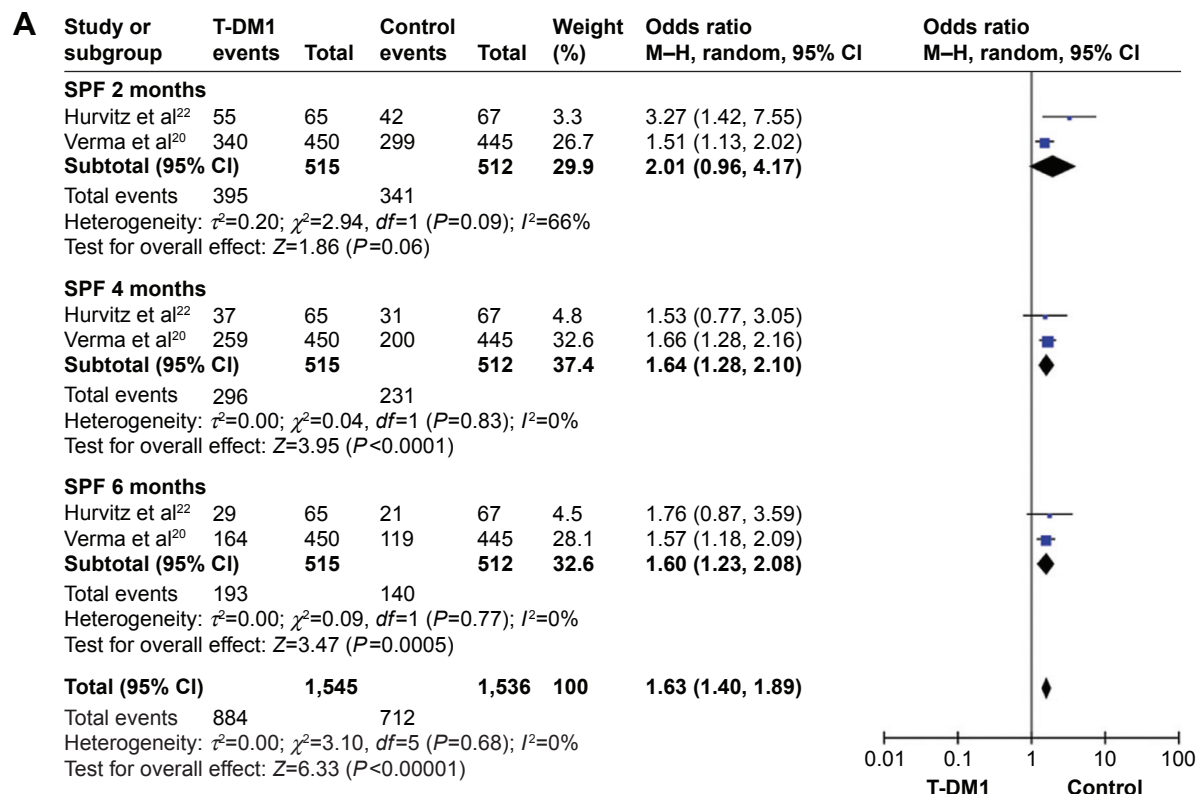 A
Study or T-DM1 Control Weight Odds ratio Odds ratio
subgroup events Total events Total (%) M–H, random, 95% CI M–H, random, 95% CI
SPF 2 months
Hurvitz et al22 55 65 42 67 3.3 3.27 (1.42, 7.55)
Verma et al20 340 450 299 445 26.7 1.51 (1.13, 2.02)
Subtotal (95% CI) 515 512 29.9 2.01 (0.96, 4.17)
Total events 395 341
Heterogeneity: τ²=0.20; χ²=2.94, df=1 (P=0.09); I²=66%
Test for overall effect: Z=1.86 (P=0.06)
SPF 4 months
Hurvitz et al22 37 65 31 67 4.8 1.53 (0.77, 3.05)
Verma et al20 259 450 200 445 32.6 1.66 (1.28, 2.16)
Subtotal (95% CI) 515 512 37.4 1.64 (1.28, 2.10)
Total events 296 231
Heterogeneity: τ²=0.00; χ²=0.04, df=1 (P=0.83); I²=0%
Test for overall effect: Z=3.95 (P<0.0001)
SPF 6 months
Hurvitz et al22 29 65 21 67 4.5 1.76 (0.87, 3.59)
Verma et al20 164 450 119 445 28.1 1.57 (1.18, 2.09)
Subtotal (95% CI) 515 512 32.6 1.60 (1.23, 2.08)
Total events 193 140
Heterogeneity: τ²=0.00; χ²=0.09, df=1 (P=0.77); I²=0%
Test for overall effect: Z=3.47 (P=0.0005)
Total (95% CI) 1,545 1,536 100 1.63 (1.40, 1.89)
Total events 884 712
Heterogeneity: τ²=0.00; χ²=3.10, df=5 (P=0.68); I²=0%
Test for overall effect: Z=6.33 (P<0.00001)
0.01 0.1 1 10 100
T-DM1 Control